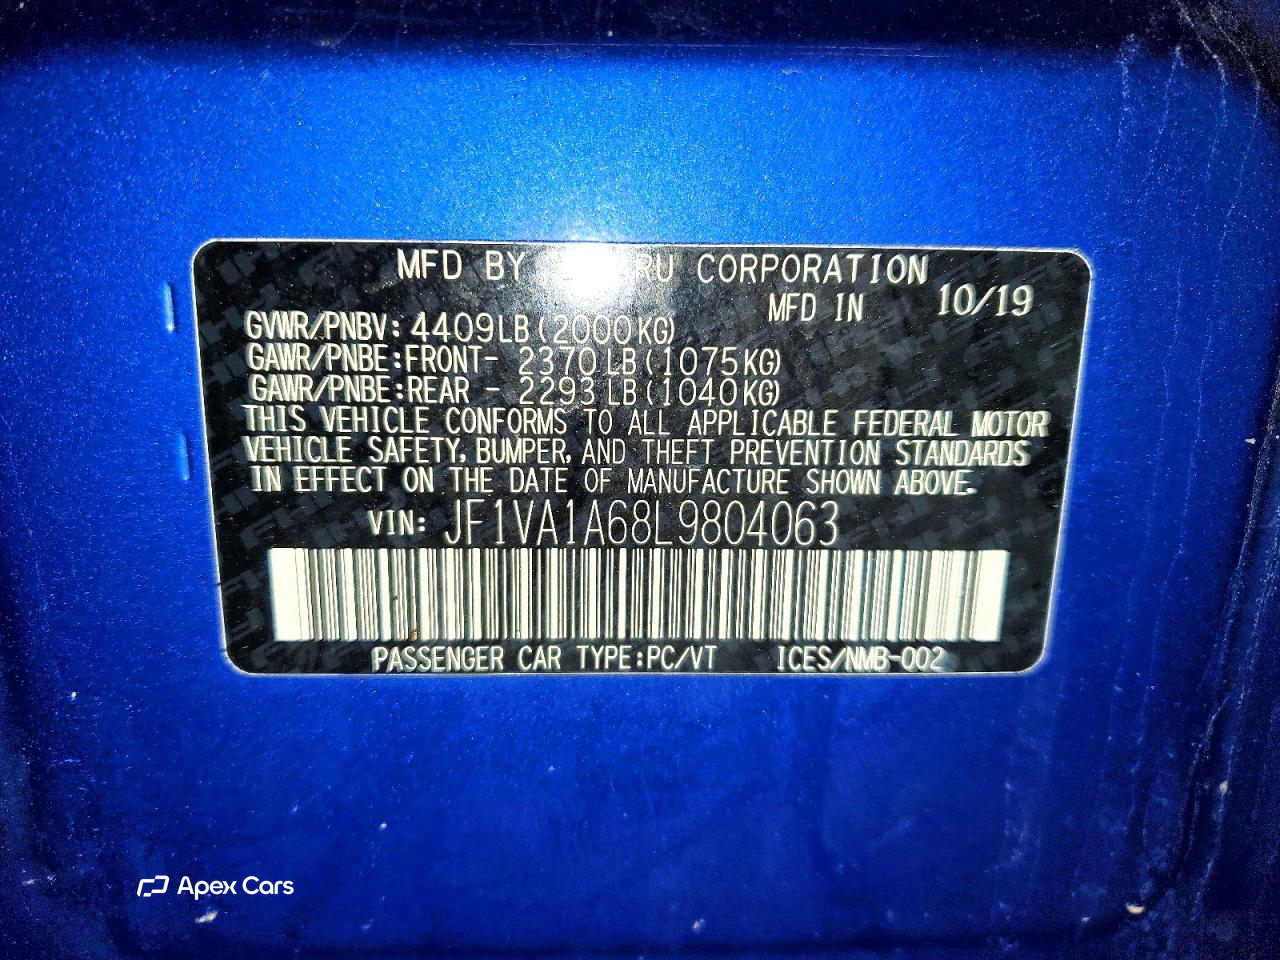 MFD BY RU CORPORATION
MFD IN 10/19
GVWR/PNBV: 4409LB (2000KG)
GAWR/PNBE:FRONT- 2370LB (1075KG)
GAWR/PNBE:REAR - 2293LB (1040KG)
THIS VEHICLE CONFORMS TO ALL APPLICABLE FEDERAL MOTOR
VEHICLE SAFETY, BUMPER, AND THEFT PREVENTION STANDARDS
IN EFFECT ON THE DATE OF MANUFACTURE SHOWN ABOVE.
VIN: JF1VA1A68L9804063
PASSENGER CAR TYPE:PC/VT ICES/NMB-002
Apex Cars